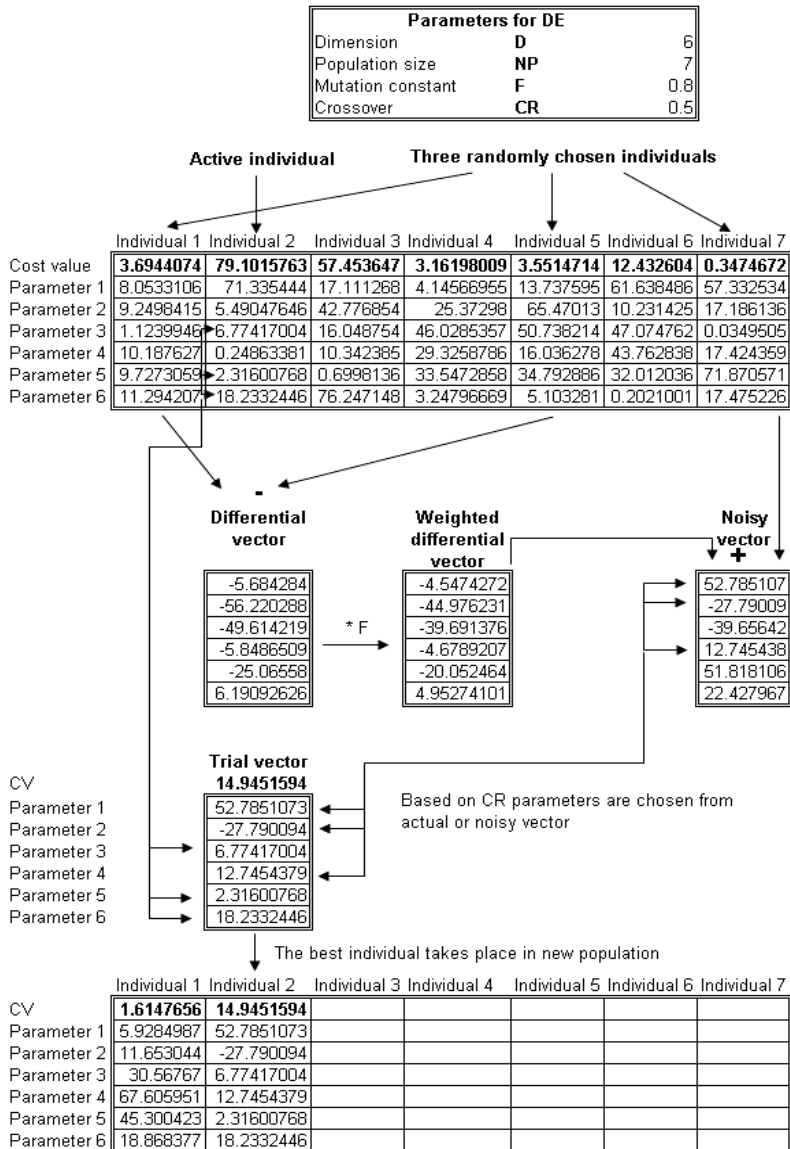 Parameters for DE
Dimension D 6
Population size NP 7
Mutation constant F 0.8
Crossover CR 0.5
Active individual Three randomly chosen individuals
Individual 1 Individual 2 Individual 3 Individual 4 Individual 5 Individual 6 Individual 7
Cost value 3.6944074 79.1015763 57.453647 3.16198009 3.5514714 12.432604 0.3474672
Parameter 1 8.0533106 71.335444 17.111268 4.14566955 13.737595 61.638486 57.332534
Parameter 2 9.2498415 5.49047646 42.776854 25.37298 65.47013 10.231425 17.186136
Parameter 3 1.1239946 6.77417004 16.048754 46.0285357 50.738214 47.074762 0.0349505
Parameter 4 10.187627 0.24863381 10.342385 29.3258786 16.036278 43.762838 17.424359
Parameter 5 9.7273059 2.31600768 0.6998136 33.5472858 34.792886 32.012036 71.870571
Parameter 6 11.294207 18.2332446 76.247148 3.24796669 5.103281 0.2021001 17.475226
-
Differential Weighted Noisy
vector differential vector
vector +
-5.684284 -4.5474272 52.785107
-56.220288 -44.976231 -27.79009
-49.614219 * F -39.691376 -39.65642
-5.8486509 -4.6789207 12.745438
-25.06558 -20.052464 51.818106
6.19092626 4.95274101 22.427967
Trial vector
CV 14.9451594
Parameter 1 52.7851073
Parameter 2 -27.790094
Parameter 3 6.77417004
Parameter 4 12.7454379
Parameter 5 2.31600768
Parameter 6 18.2332446
Based on CR parameters are chosen from
actual or noisy vector
The best individual takes place in new population
Individual 1 Individual 2 Individual 3 Individual 4 Individual 5 Individual 6 Individual 7
CV 1.6147656 14.9451594
Parameter 1 5.9284987 52.7851073
Parameter 2 11.653044 -27.790094
Parameter 3 30.56767 6.77417004
Parameter 4 67.605951 12.7454379
Parameter 5 45.300423 2.31600768
Parameter 6 18.868377 18.2332446